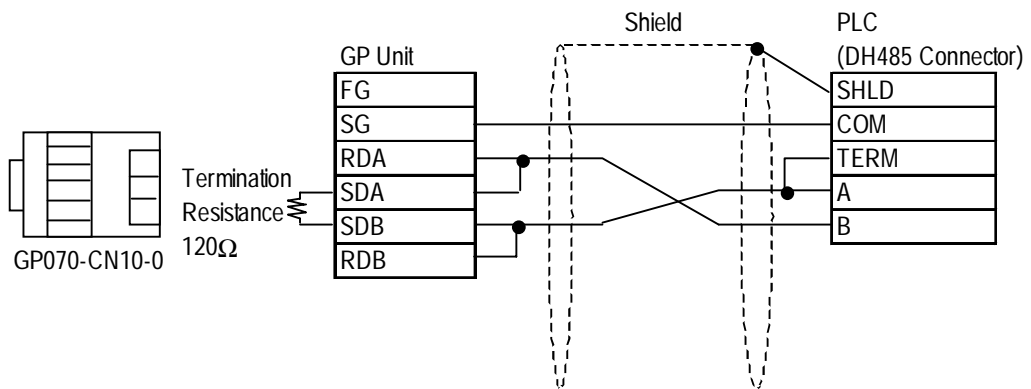 Shield
PLC
(DH485 Connector)
GP Unit
FG
SG
RDA
SDA
SDB
RDB
SHLD
COM
TERM
A
B
Termination
Resistance
120Ω
GP070-CN10-0